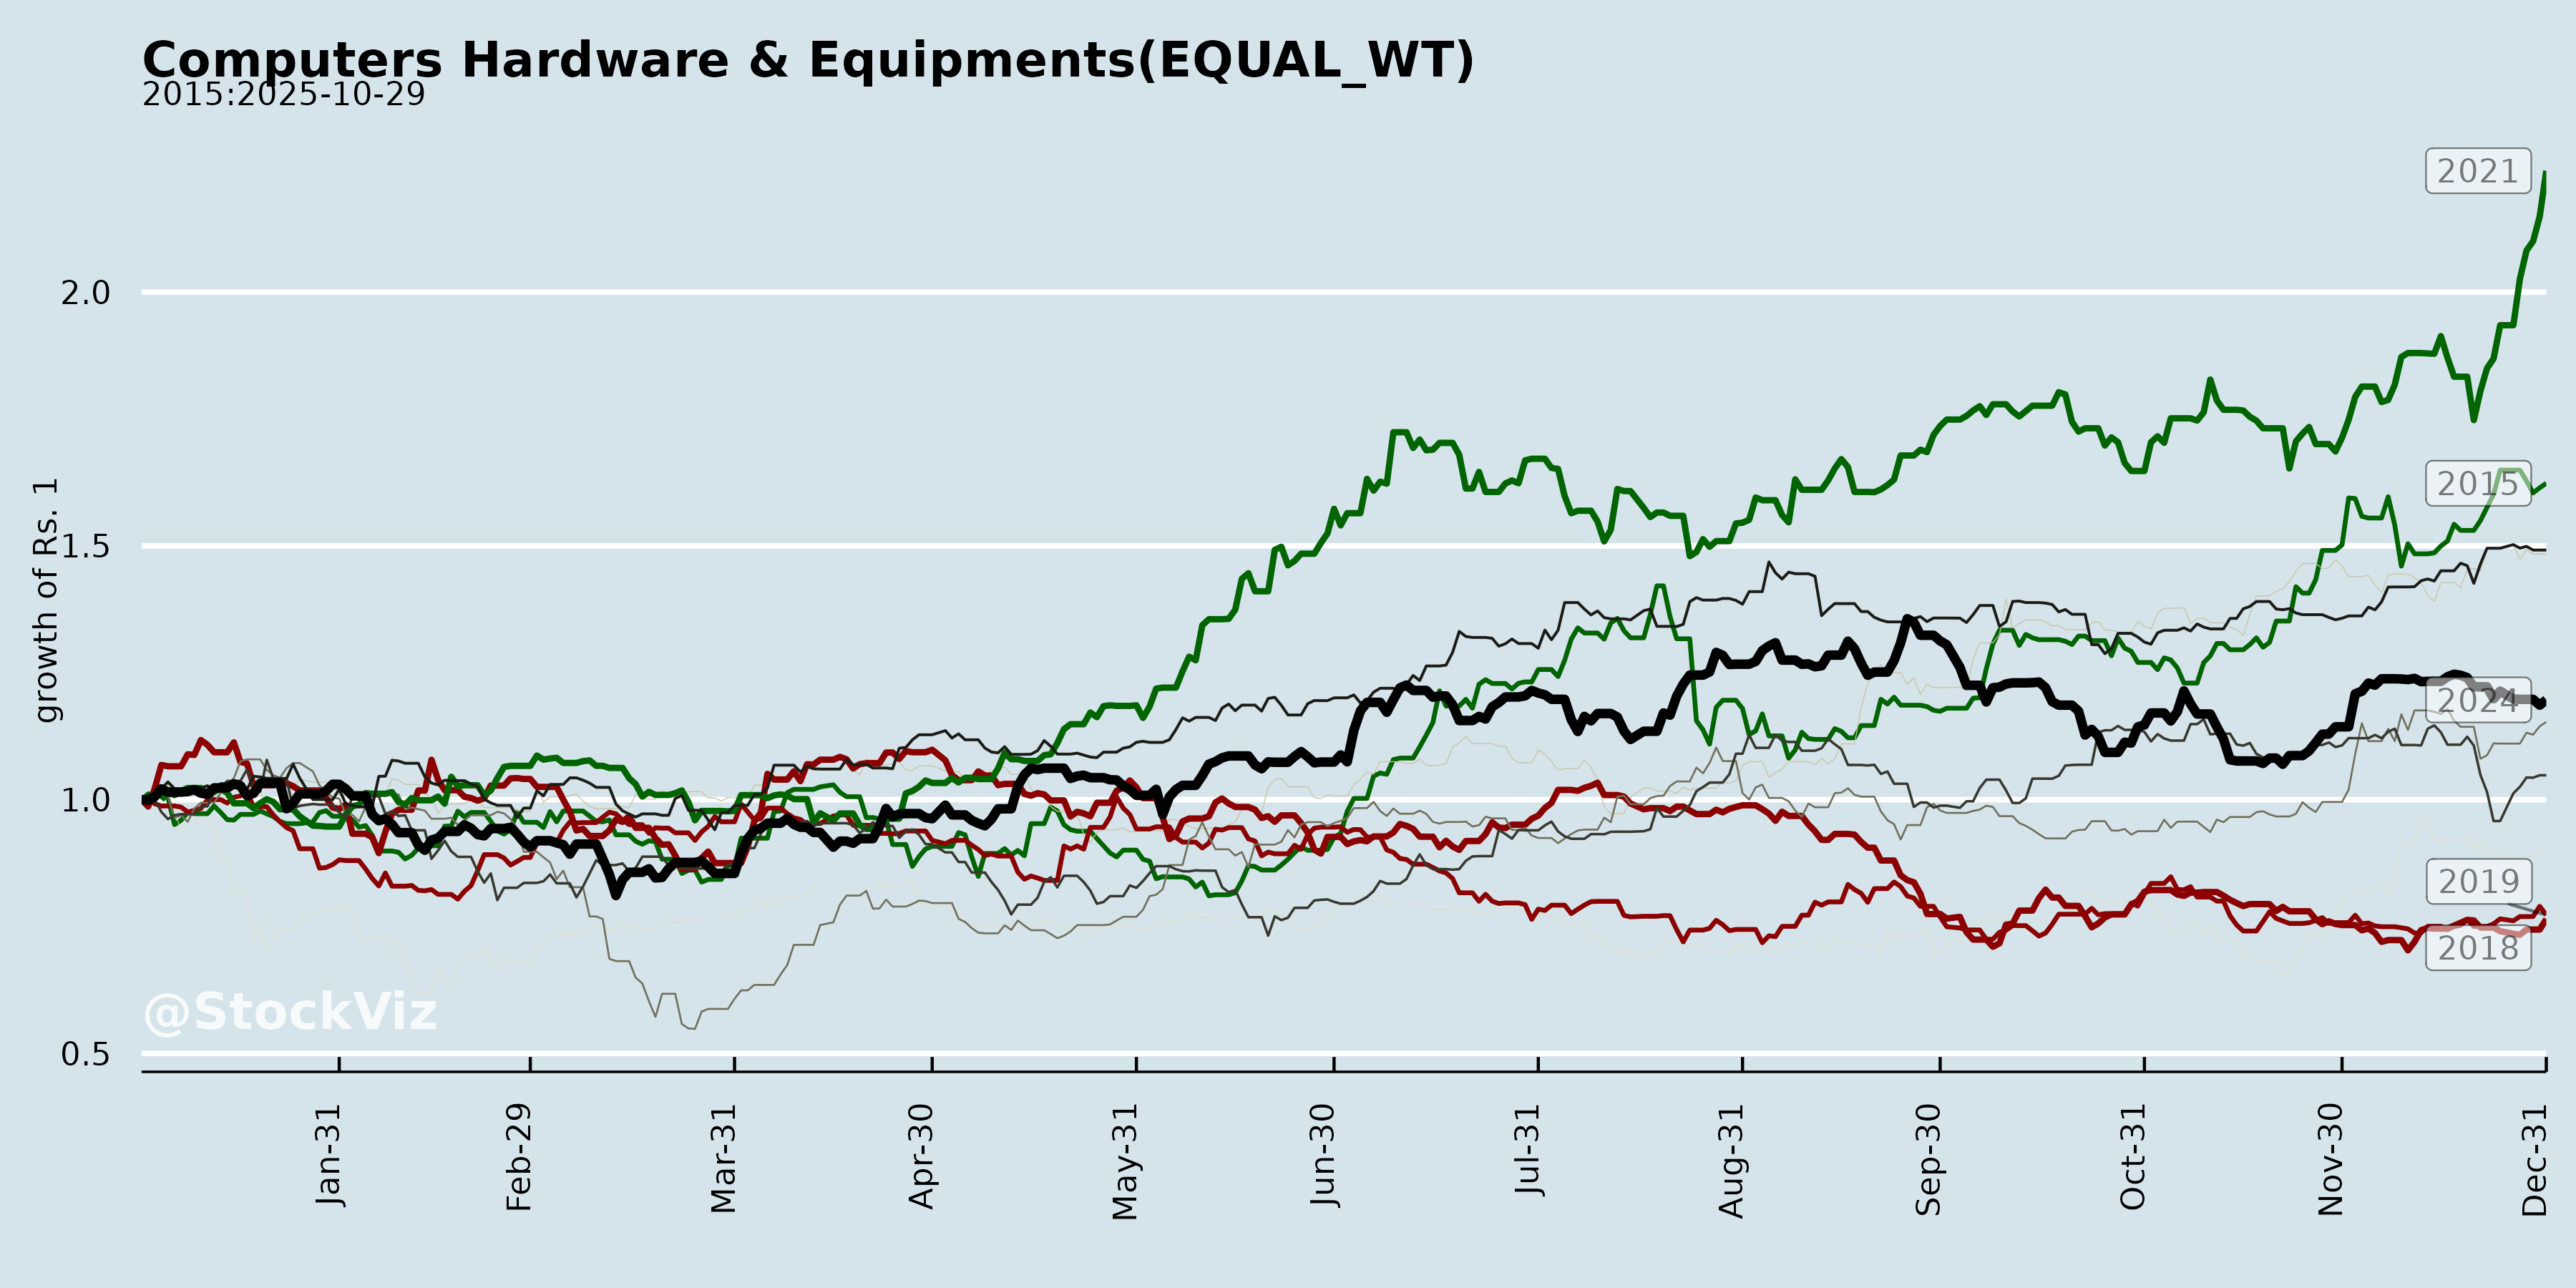 Computers Hardware & Equipments(EQUAL_WT)
2015:2025-10-29
growth of Rs. 1
2.0
1.5
1.0
0.5
2021
2015
2024
2019
2018
@StockViz
Jan-31
Feb-29
Mar-31
Apr-30
May-31
Jun-30
Jul-31
Aug-31
Sep-30
Oct-31
Nov-30
Dec-31